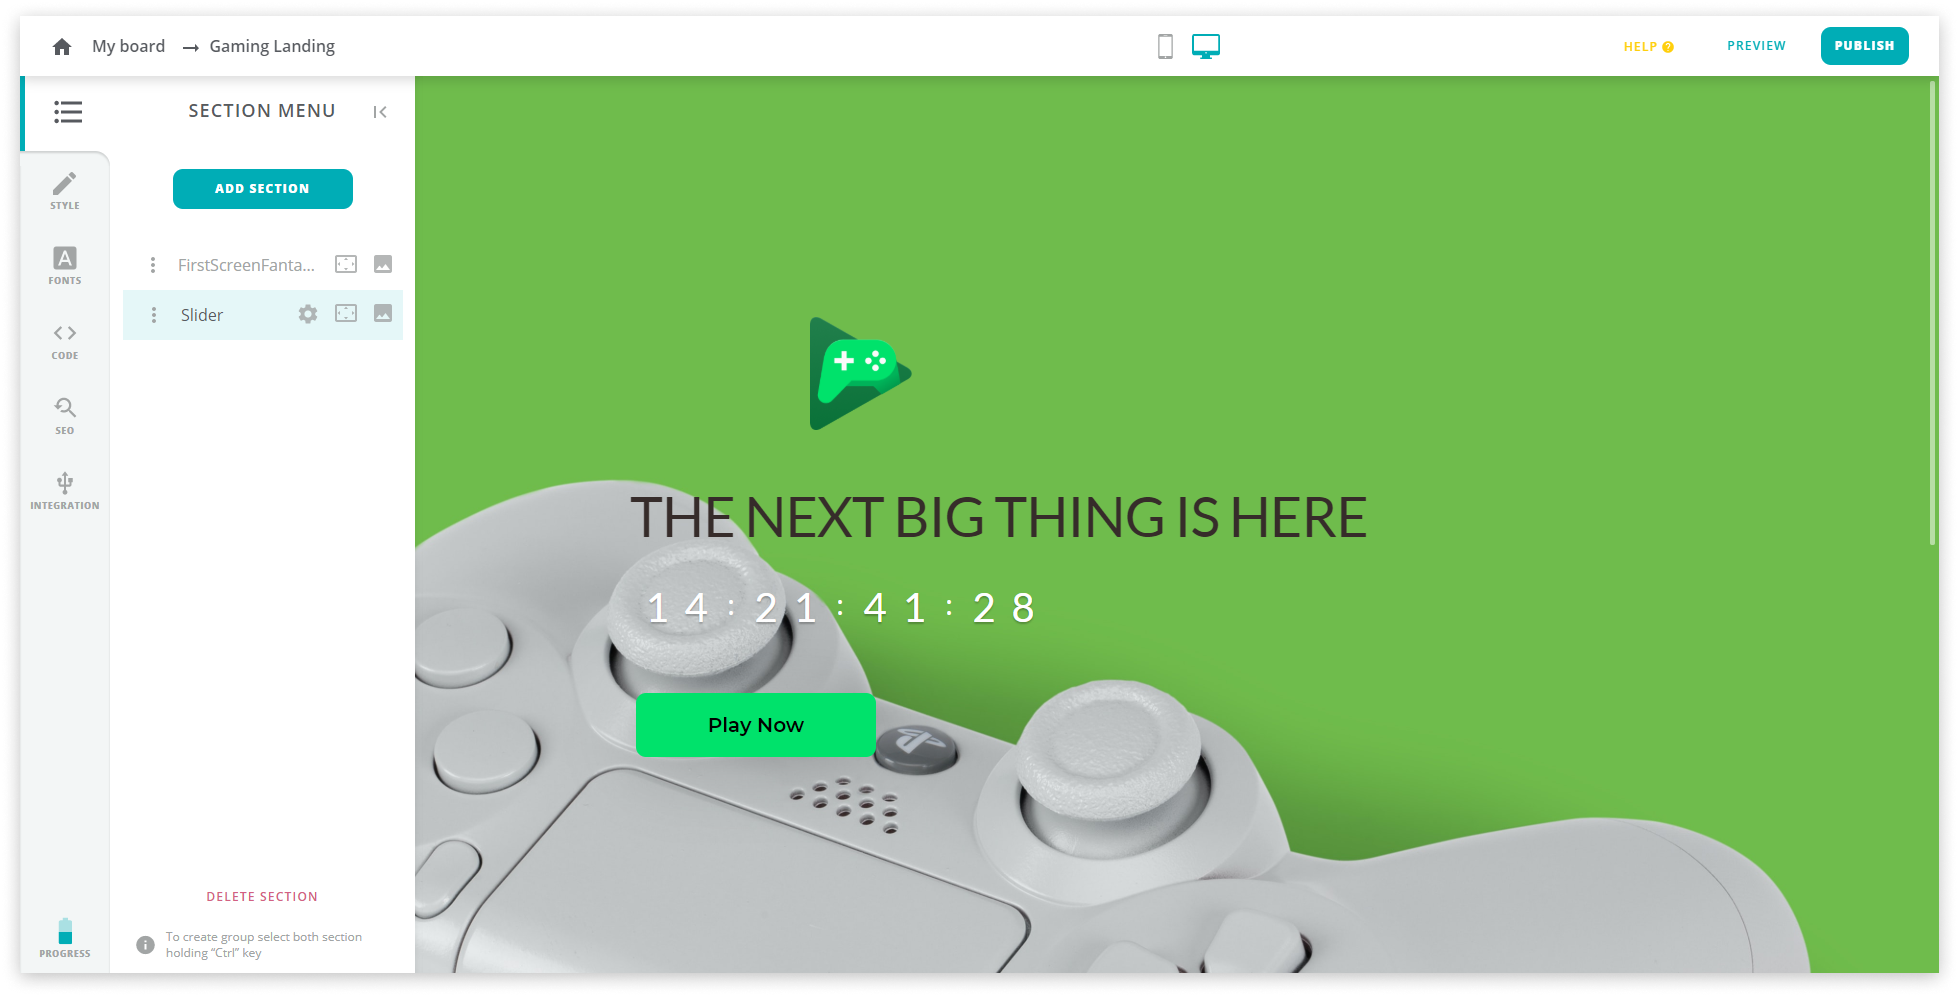 My board → Gaming Landing
HELP ?
PREVIEW
PUBLISH
SECTION MENU
ADD SECTION
STYLE
A
FONTS
CODE
SEO
INTEGRATION
PROGRESS
FirstScreenFanta...
Slider
DELETE SECTION
To create group select both section
holding “Ctrl” key
THE NEXT BIG THING IS HERE
14:21:41:28
Play Now